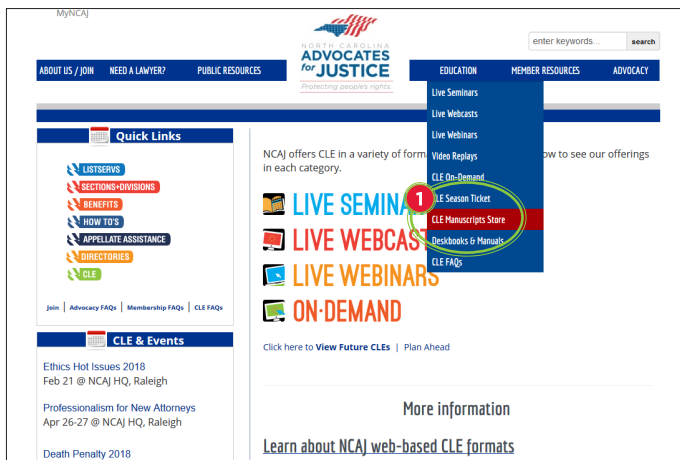 MyNCAJ
NORTH CAROLINA
ADVOCATES
for JUSTICE
Protecting people's rights.
enter keywords... search
ABOUT US / JOIN NEED A LAWYER? PUBLIC RESOURCES EDUCATION MEMBER RESOURCES ADVOCACY
Live Seminars
Live Webcasts
Live Webinars
Video Replays
CLE On-Demand
1
CLE Season Ticket
CLE Manuscripts Store
Deskbooks & Manuals
CLE FAQs
Quick Links
LISTSERVS
SECTIONS+DIVISIONS
BENEFITS
HOW TO'S
APPELLATE ASSISTANCE
DIRECTORIES
CLE
Join | Advocacy FAQs | Membership FAQs | CLE FAQs
CLE & Events
Ethics Hot Issues 2018
Feb 21 @ NCAJ HQ, Raleigh
Professionalism for New Attorneys
Apr 26-27 @ NCAJ HQ, Raleigh
Death Penalty 2018
NCAJ offers CLE in a variety of form ow to see our offerings
in each category.
LIVE SEMINA
LIVE WEBCAST
LIVE WEBINARS
ON-DEMAND
Click here to View Future CLEs | Plan Ahead
More information
Learn about NCAJ web-based CLE formats